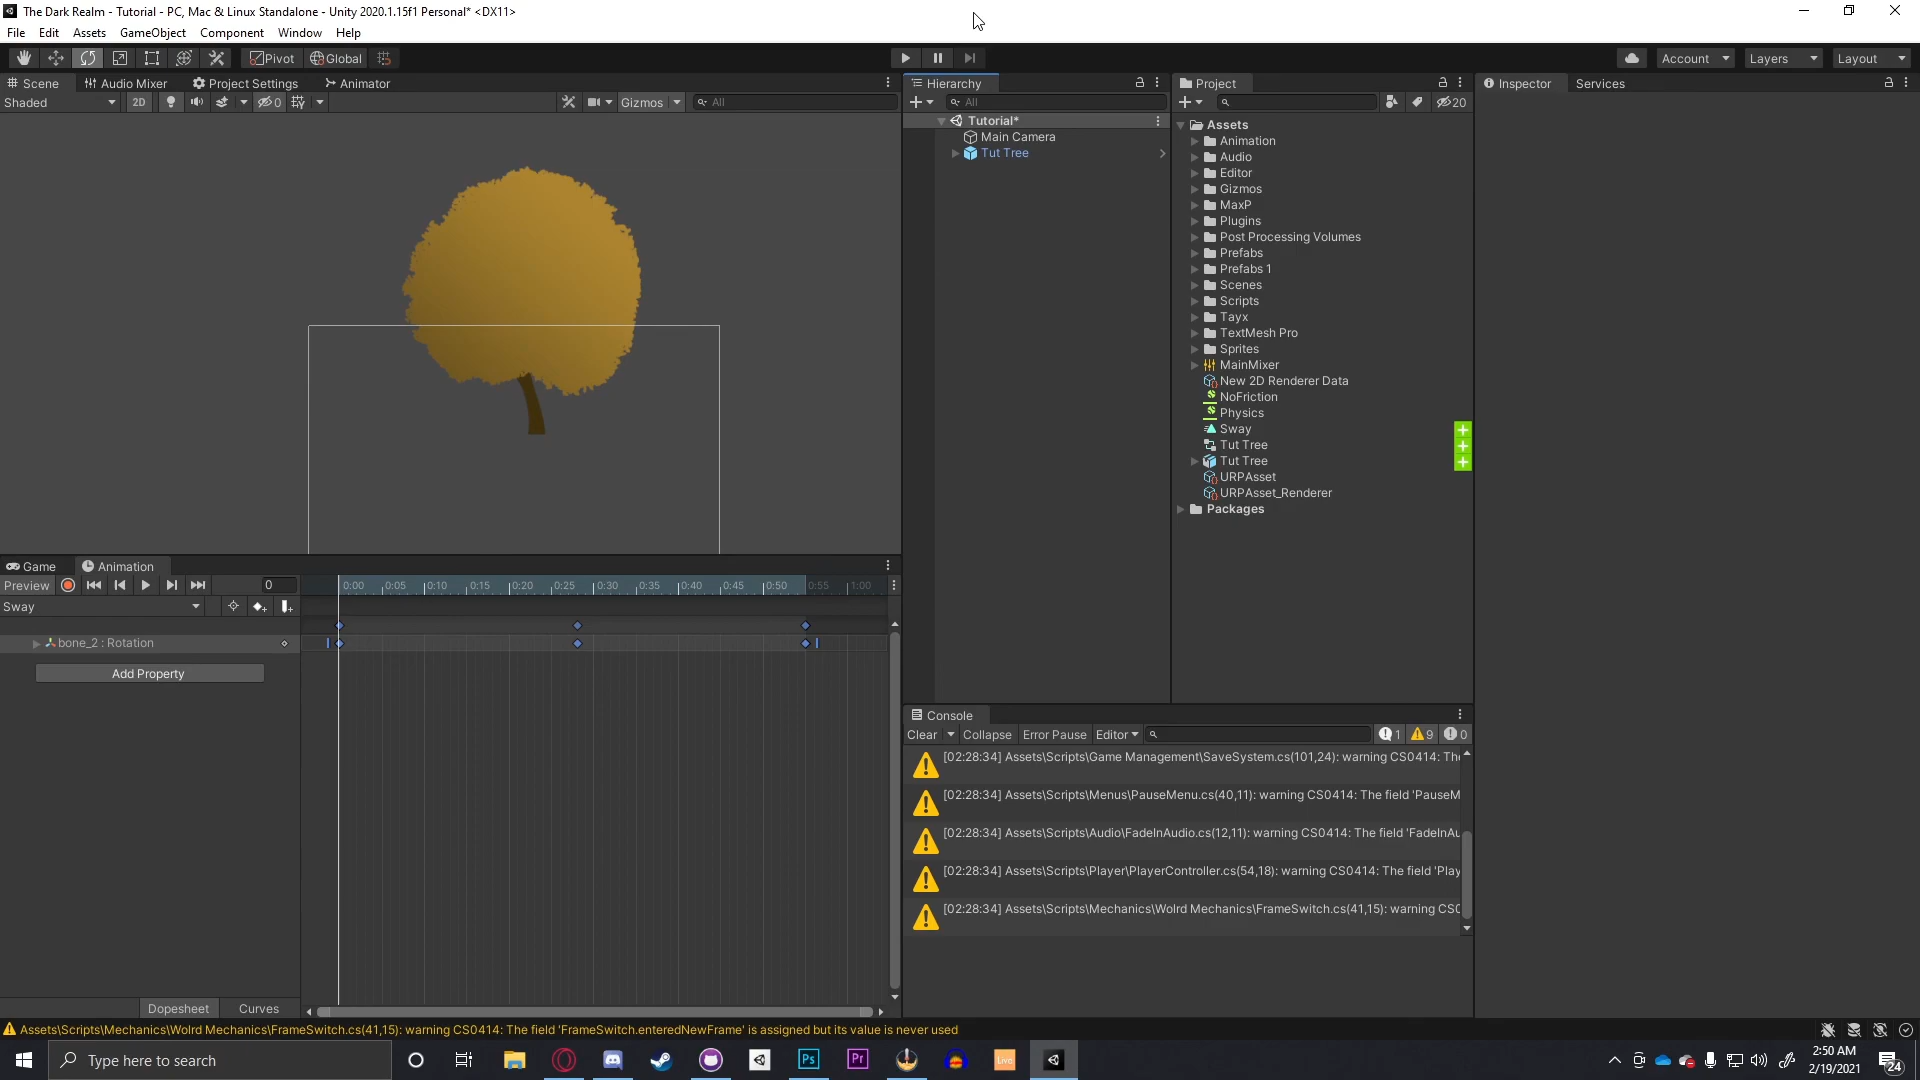 The Dark Realm - Tutorial - PC, Mac & Linux Standalone - Unity 2020.1.15f1 Personal* <DX11>
File Edit Assets GameObject Component Window Help
Pivot Global Account Layers Layout
Scene Audio Mixer Project Settings Animator
Shaded 2D 0 Gizmos All
Hierarchy
All
Tutorial*
Main Camera
Tut Tree
Project
20
Assets
Animation
Audio
Editor
Gizmos
MaxP
Plugins
Post Processing Volumes
Prefabs
Prefabs 1
Scenes
Scripts
Tayx
TextMesh Pro
Sprites
MainMixer
New 2D Renderer Data
NoFriction
Physics
Sway
Tut Tree
Tut Tree
URPAsset
URPAsset_Renderer
Packages
Inspector Services
Game Animation
Preview 0 0:00 0:05 0:10 0:15 0:20 0:25 0:30 0:35 0:40 0:45 0:50 0:55 1:00
Sway
bone_2 : Rotation
Add Property
Dopesheet Curves
Console
Clear Collapse Error Pause Editor 1 9 0
[02:28:34] Assets\Scripts\Game Management\SaveSystem.cs(101,24): warning CS0414: The
[02:28:34] Assets\Scripts\Menus\PauseMenu.cs(40,11): warning CS0414: The field 'PauseM
[02:28:34] Assets\Scripts\Audio\FadeInAudio.cs(12,11): warning CS0414: The field 'FadeInAu
[02:28:34] Assets\Scripts\Player\PlayerController.cs(54,18): warning CS0414: The field 'Play
[02:28:34] Assets\Scripts\Mechanics\Wolrd Mechanics\FrameSwitch.cs(41,15): warning CS0
Assets\Scripts\Mechanics\Wolrd Mechanics\FrameSwitch.cs(41,15): warning CS0414: The field 'FrameSwitch.enteredNewFrame' is assigned but its value is never used
Type here to search
Ps Pr Live
2:50 AM
2/19/2021
24